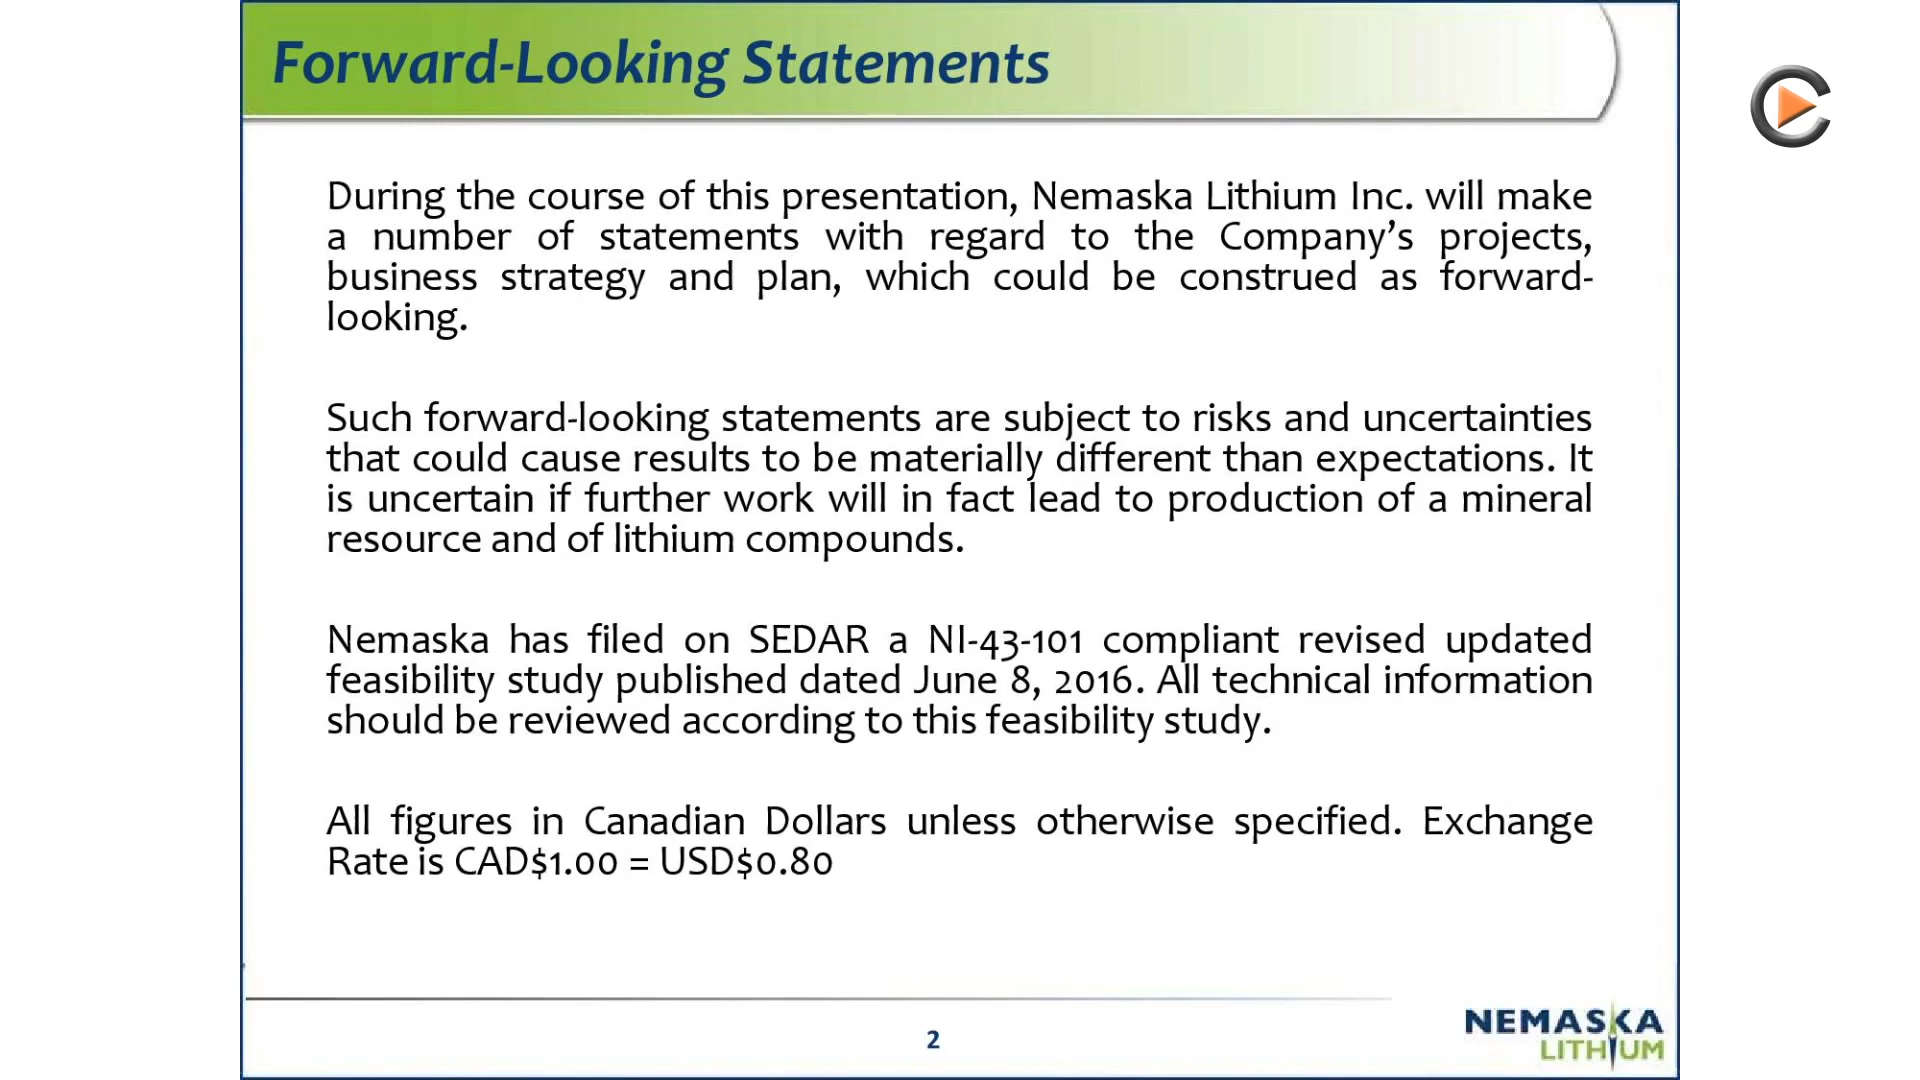 Forward-Looking Statements
During the course of this presentation, Nemaska Lithium Inc. will make
a number of statements with regard to the Company's projects,
business strategy and plan, which could be construed as forward-
looking.
Such forward-looking statements are subject to risks and uncertainties
that could cause results to be materially different than expectations. It
is uncertain if further work will in fact lead to production of a mineral
resource and of lithium compounds.
Nemaska has filed on SEDAR a NI-43-101 compliant revised updated
feasibility study published dated June 8, 2016. All technical information
should be reviewed according to this feasibility study.
All figures in Canadian Dollars unless otherwise specified. Exchange
Rate is CAD$1.00 = USD$0.80
2
NEMASKA
LITHIUM